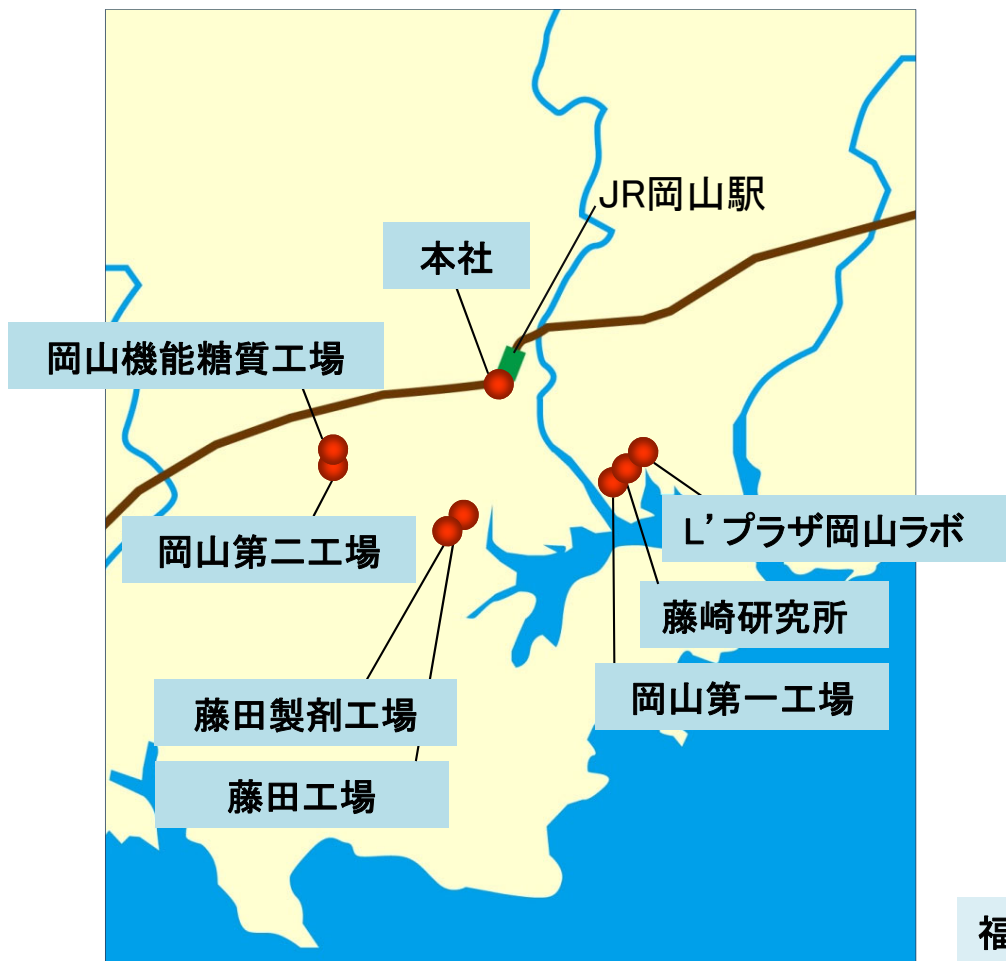 JR岡山駅
本社
岡山機能糖質工場
岡山第二工場
L’プラザ岡山ラボ
藤崎研究所
岡山第一工場
藤田製剤工場
藤田工場
福